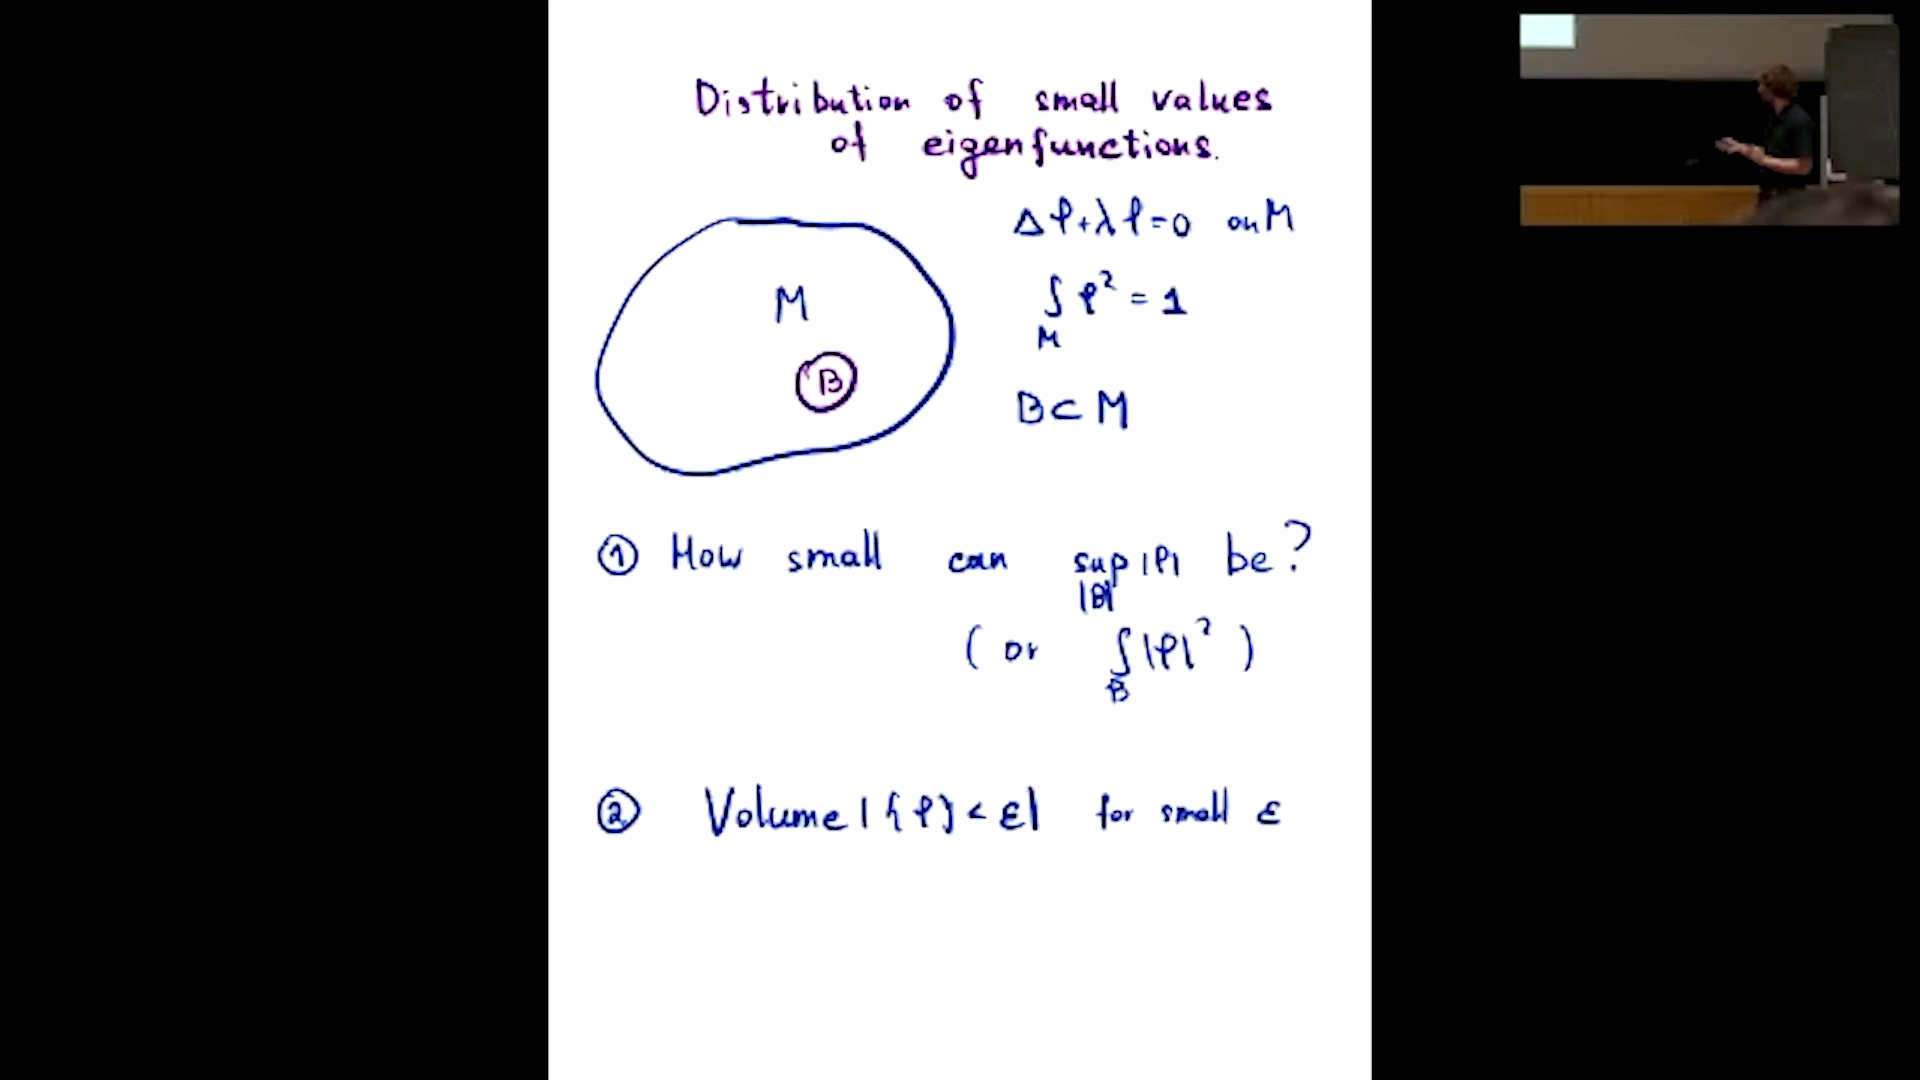 Distribution of small values
of eigenfunctions.
Δφ+λφ=0 on M
∫φ² = 1
M
M
B
B⊂M
① How small can sup|φ| be?
|B|
(or ∫|φ|²)
B
② Volume |{φ}<ε| for small ε